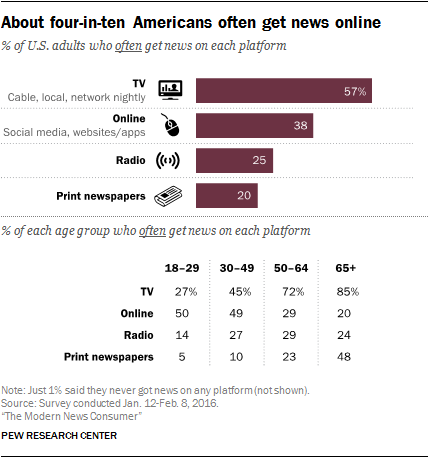 About four-in-ten Americans often get news online
% of U.S. adults who often get news on each platform
TV
Cable, local, network nightly
57%
Online
Social media, websites/apps
38
Radio
25
Print newspapers
20
% of each age group who often get news on each platform
18–29 30–49 50–64 65+
TV 27% 45% 72% 85%
Online 50 49 29 20
Radio 14 27 29 24
Print newspapers 5 10 23 48
Note: Just 1% said they never got news on any platform (not shown).
Source: Survey conducted Jan. 12-Feb. 8, 2016.
“The Modern News Consumer”
PEW RESEARCH CENTER